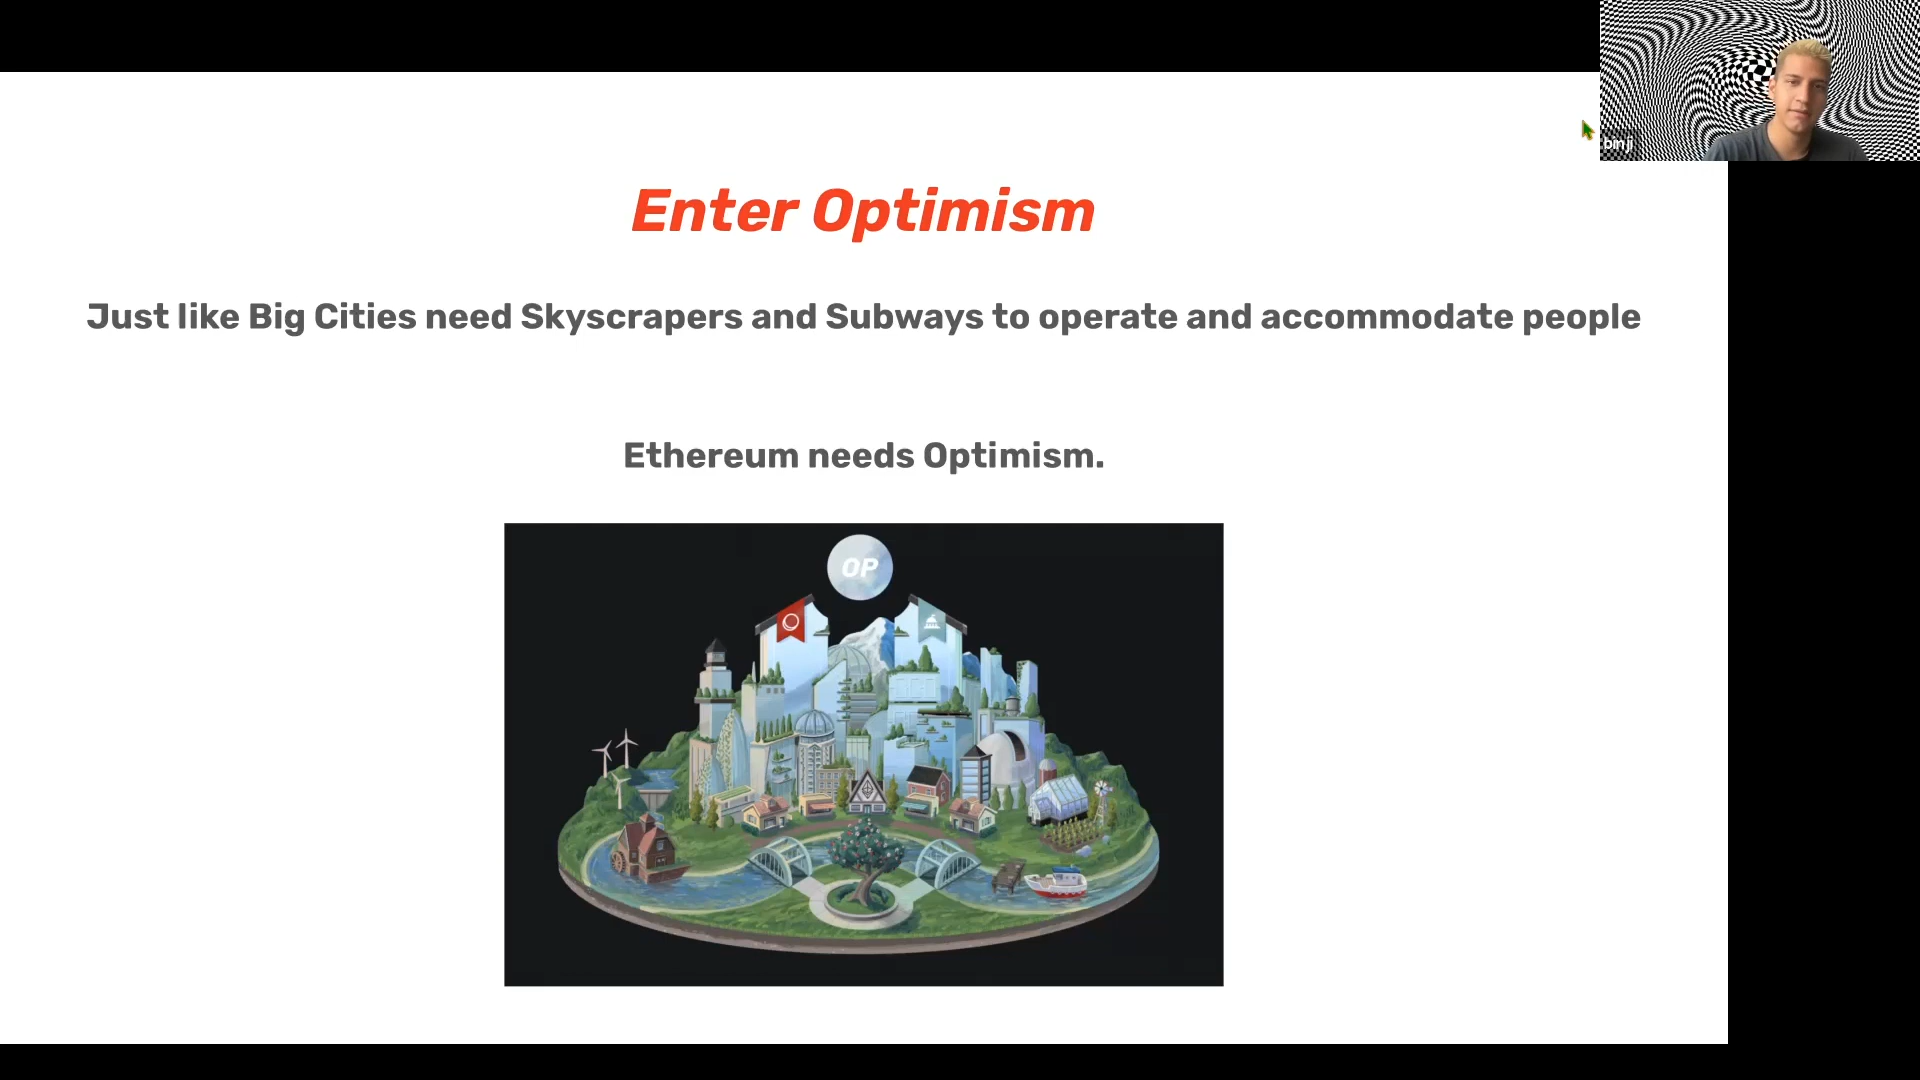 Enter Optimism
Just like Big Cities need Skyscrapers and Subways to operate and accommodate people
Ethereum needs Optimism.
OP
binji